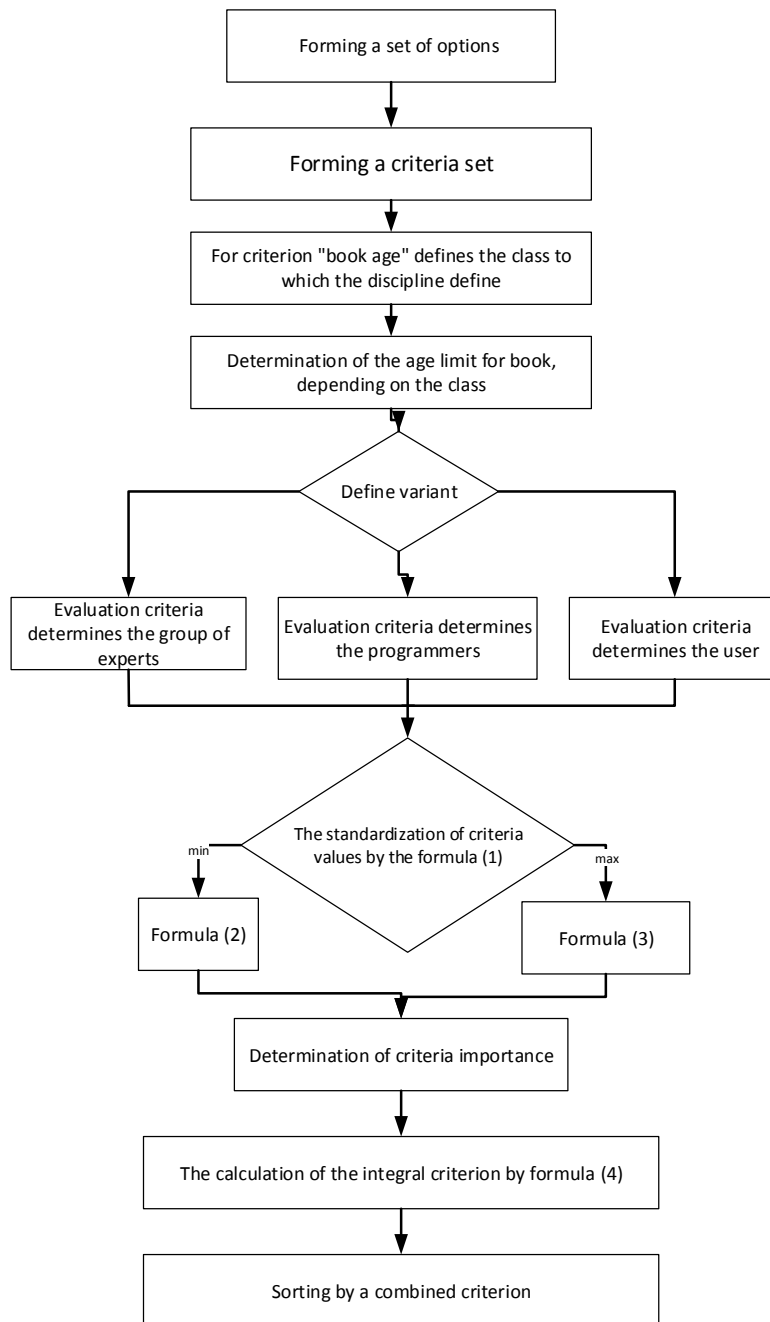 Forming a set of options
Forming a criteria set
For criterion "book age" defines the class to
which the discipline define
Determination of the age limit for book,
depending on the class
Define variant
Evaluation criteria
determines the group of
experts
Evaluation criteria determines
the programmers
Evaluation criteria
determines the user
The standardization of criteria
values by the formula (1)
min
max
Formula (2)
Formula (3)
Determination of criteria importance
The calculation of the integral criterion by formula (4)
Sorting by a combined criterion